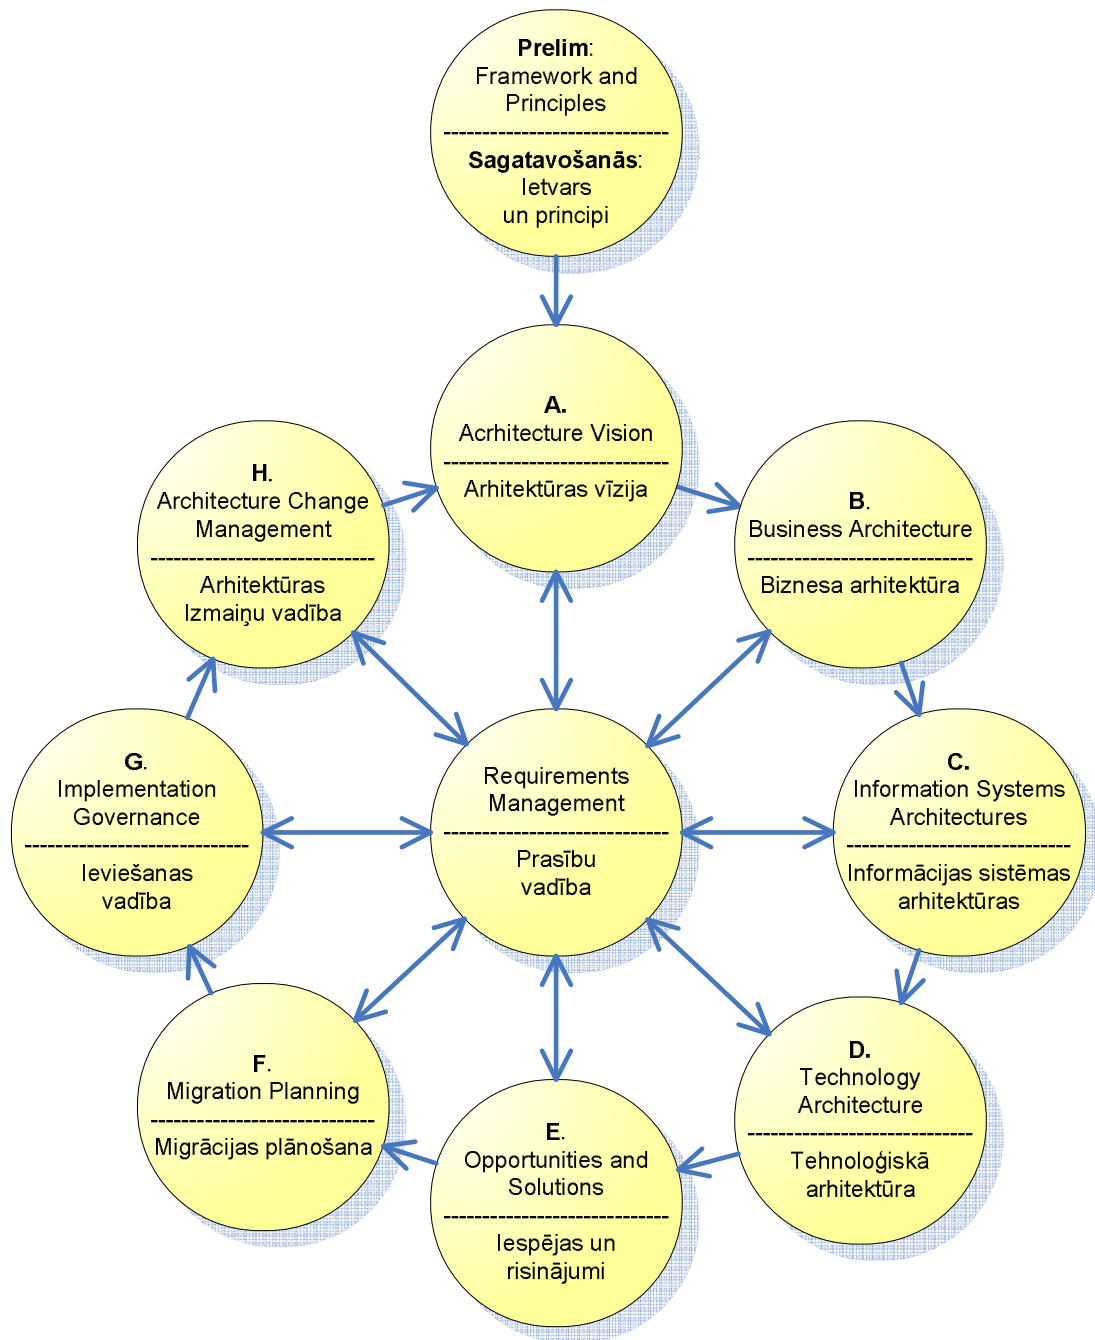 Prelim:
Framework and
Principles
------------------------------
Sagatavošanās:
Ietvars
un principi
A.
Acrhitecture Vision
------------------------------
Arhitektūras vīzija
B.
Business Architecture
------------------------------
Biznesa arhitektūra
C.
Information Systems
Architectures
------------------------------
Informācijas sistēmas
arhitektūras
D.
Technology
Architecture
------------------------------
Tehnoloģiskā
arhitektūra
E.
Opportunities and
Solutions
------------------------------
Iespējas un
risinājumi
F.
Migration Planning
------------------------------
Migrācijas plānošana
G.
Implementation
Governance
------------------------------
Ieviešanas
vadība
H.
Architecture Change
Management
------------------------------
Arhitektūras
Izmaiņu vadība
Requirements
Management
------------------------------
Prasību
vadība